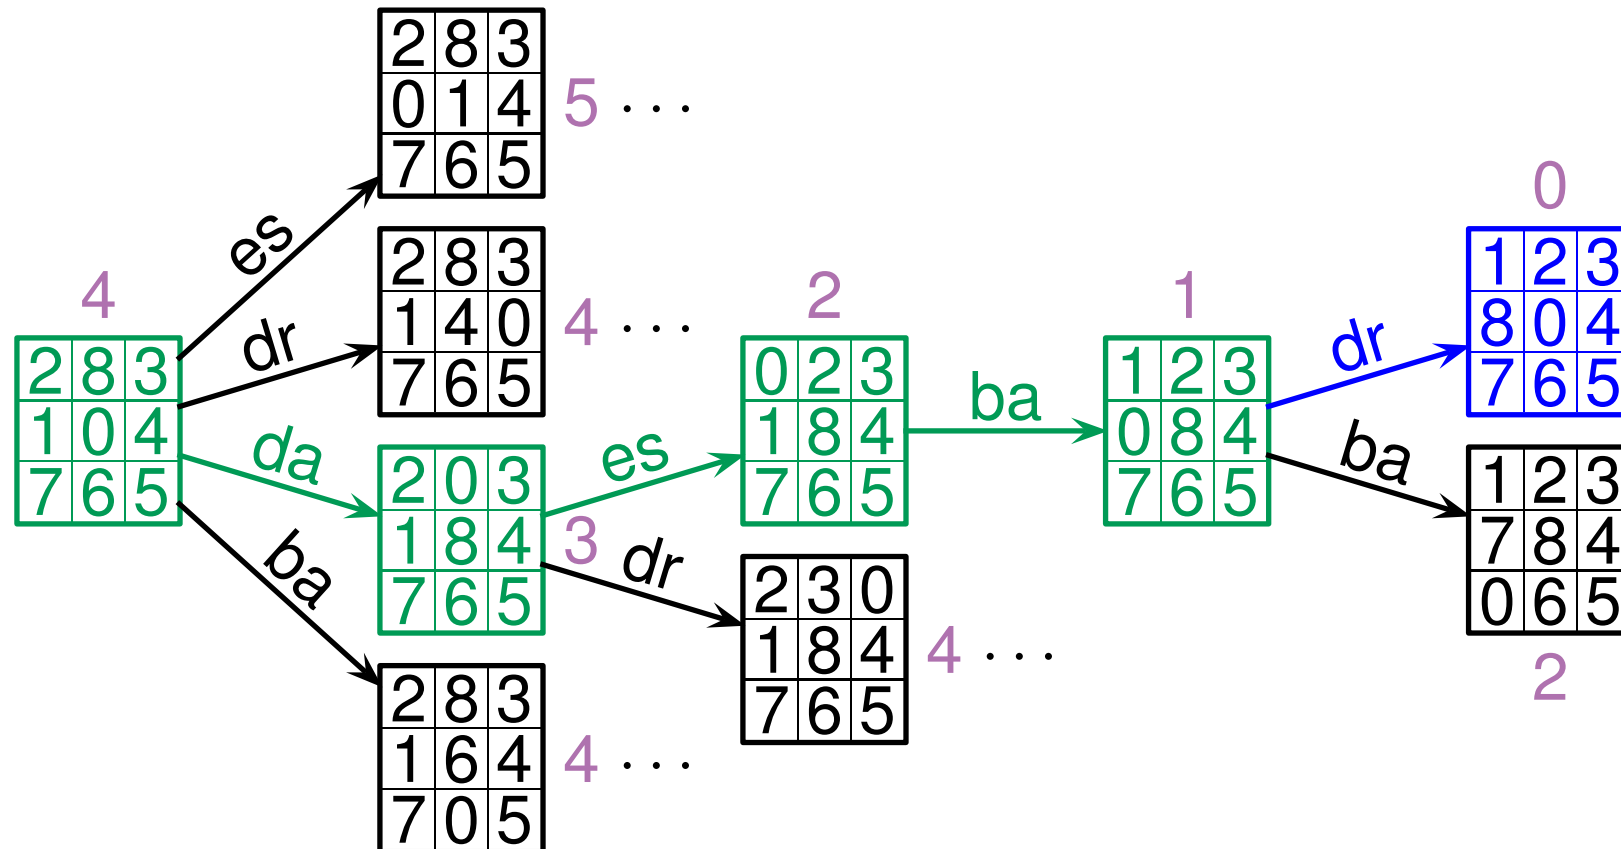 2 8 3
0 1 4
7 6 5
5 ...
es
2 8 3
1 4 0
7 6 5
4 ...
dr
4
2 8 3
1 0 4
7 6 5
da
2 0 3
1 8 4
7 6 5
3
ba
2 8 3
1 6 4
7 0 5
4 ...
es
2
0 2 3
1 8 4
7 6 5
dr
2 3 0
1 8 4
7 6 5
4 ...
ba
1
1 2 3
0 8 4
7 6 5
dr
0
1 2 3
8 0 4
7 6 5
ba
1 2 3
7 8 4
0 6 5
2